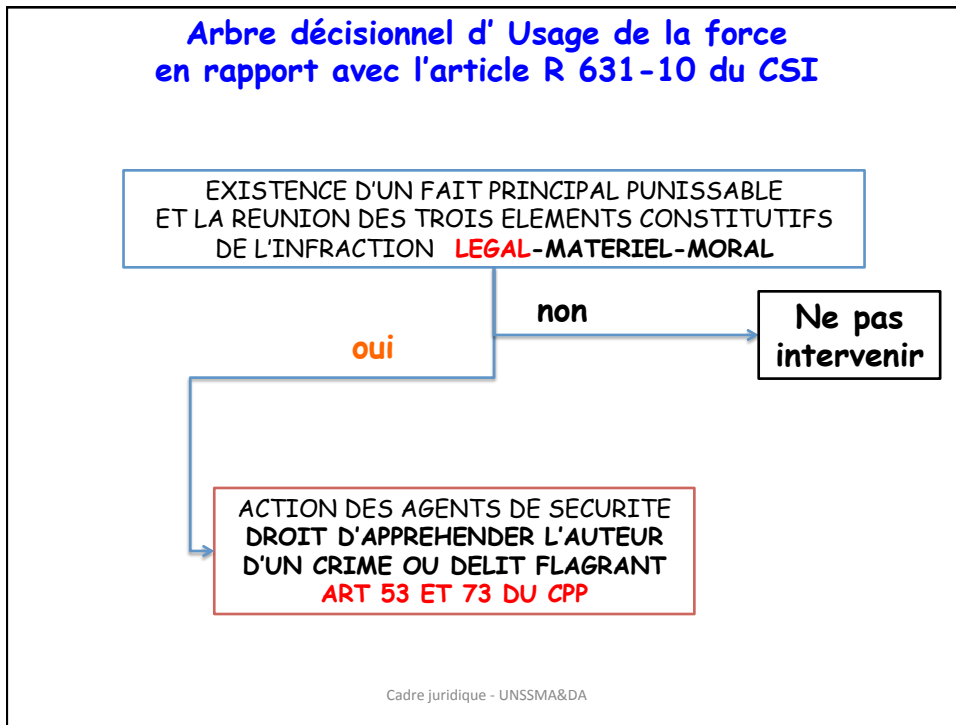 Arbre décisionnel d' Usage de la force
en rapport avec l'article R 631-10 du CSI
EXISTENCE D'UN FAIT PRINCIPAL PUNISSABLE
ET LA REUNION DES TROIS ELEMENTS CONSTITUTIFS
DE L'INFRACTION LEGAL-MATERIEL-MORAL
non
Ne pas
intervenir
oui
ACTION DES AGENTS DE SECURITE
DROIT D'APPREHENDER L'AUTEUR
D'UN CRIME OU DELIT FLAGRANT
ART 53 ET 73 DU CPP
Cadre juridique - UNSSMA&DA